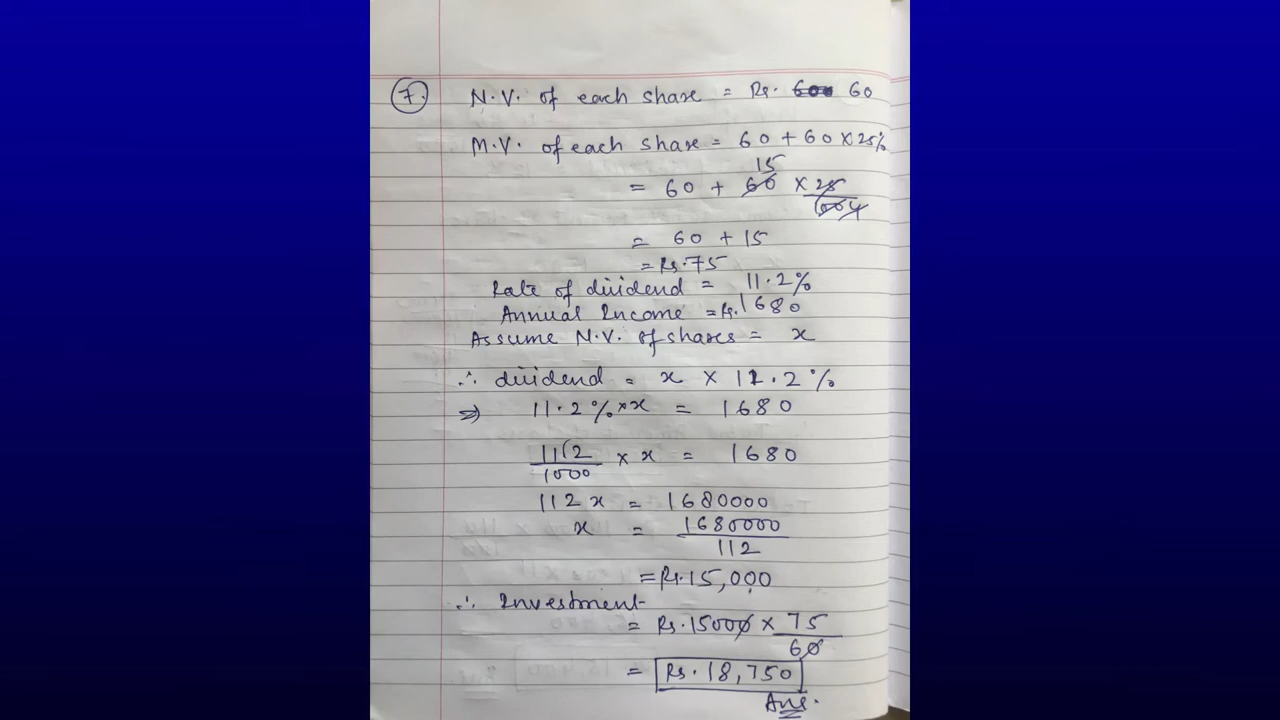 7. N.V. of each share = Rs. 60
M.V. of each share = 60 + 60 × 25%
15
= 60 + 60 × 25/100 4
= 60 + 15
= Rs. 75
Rate of dividend = 11.2%
Annual Income = Rs. 1680
Assume N.V. of shares = x
∴ dividend = x × 11.2%
⇒ 11.2% × x = 1680
112/1000 × x = 1680
112 x = 1680000
x = 1680000/112
= Rs. 15,000
∴ Investment
= Rs. 15000 × 75/60
= Rs. 18,750
Ans.